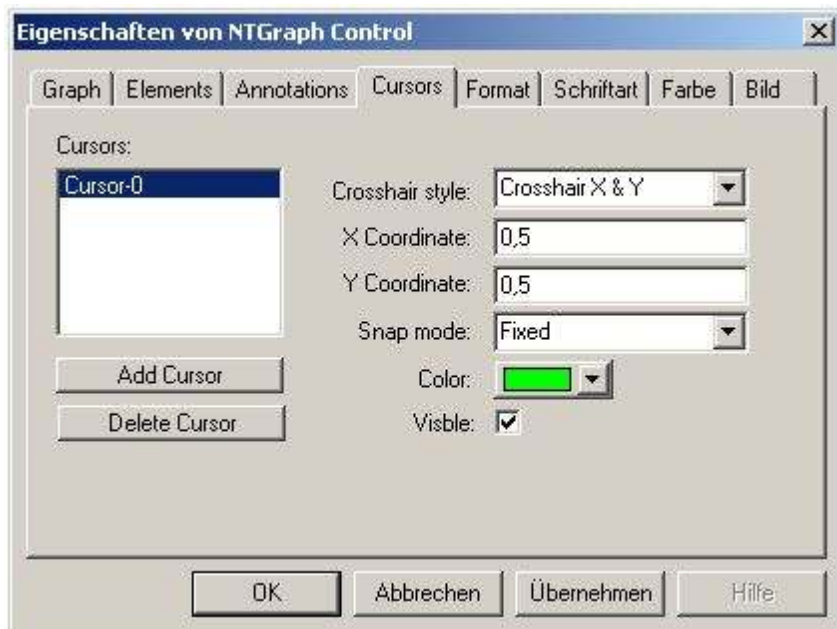 Eigenschaften von NTGraph Control
Graph Elements Annotations Cursors Format Schriftart Farbe Bild
Cursors:
Cursor-0
Crosshair style: Crosshair X & Y
X Coordinate: 0,5
Y Coordinate: 0,5
Snap mode: Fixed
Add Cursor
Color:
Delete Cursor
Visble:
OK Abbrechen Übernehmen Hilfe